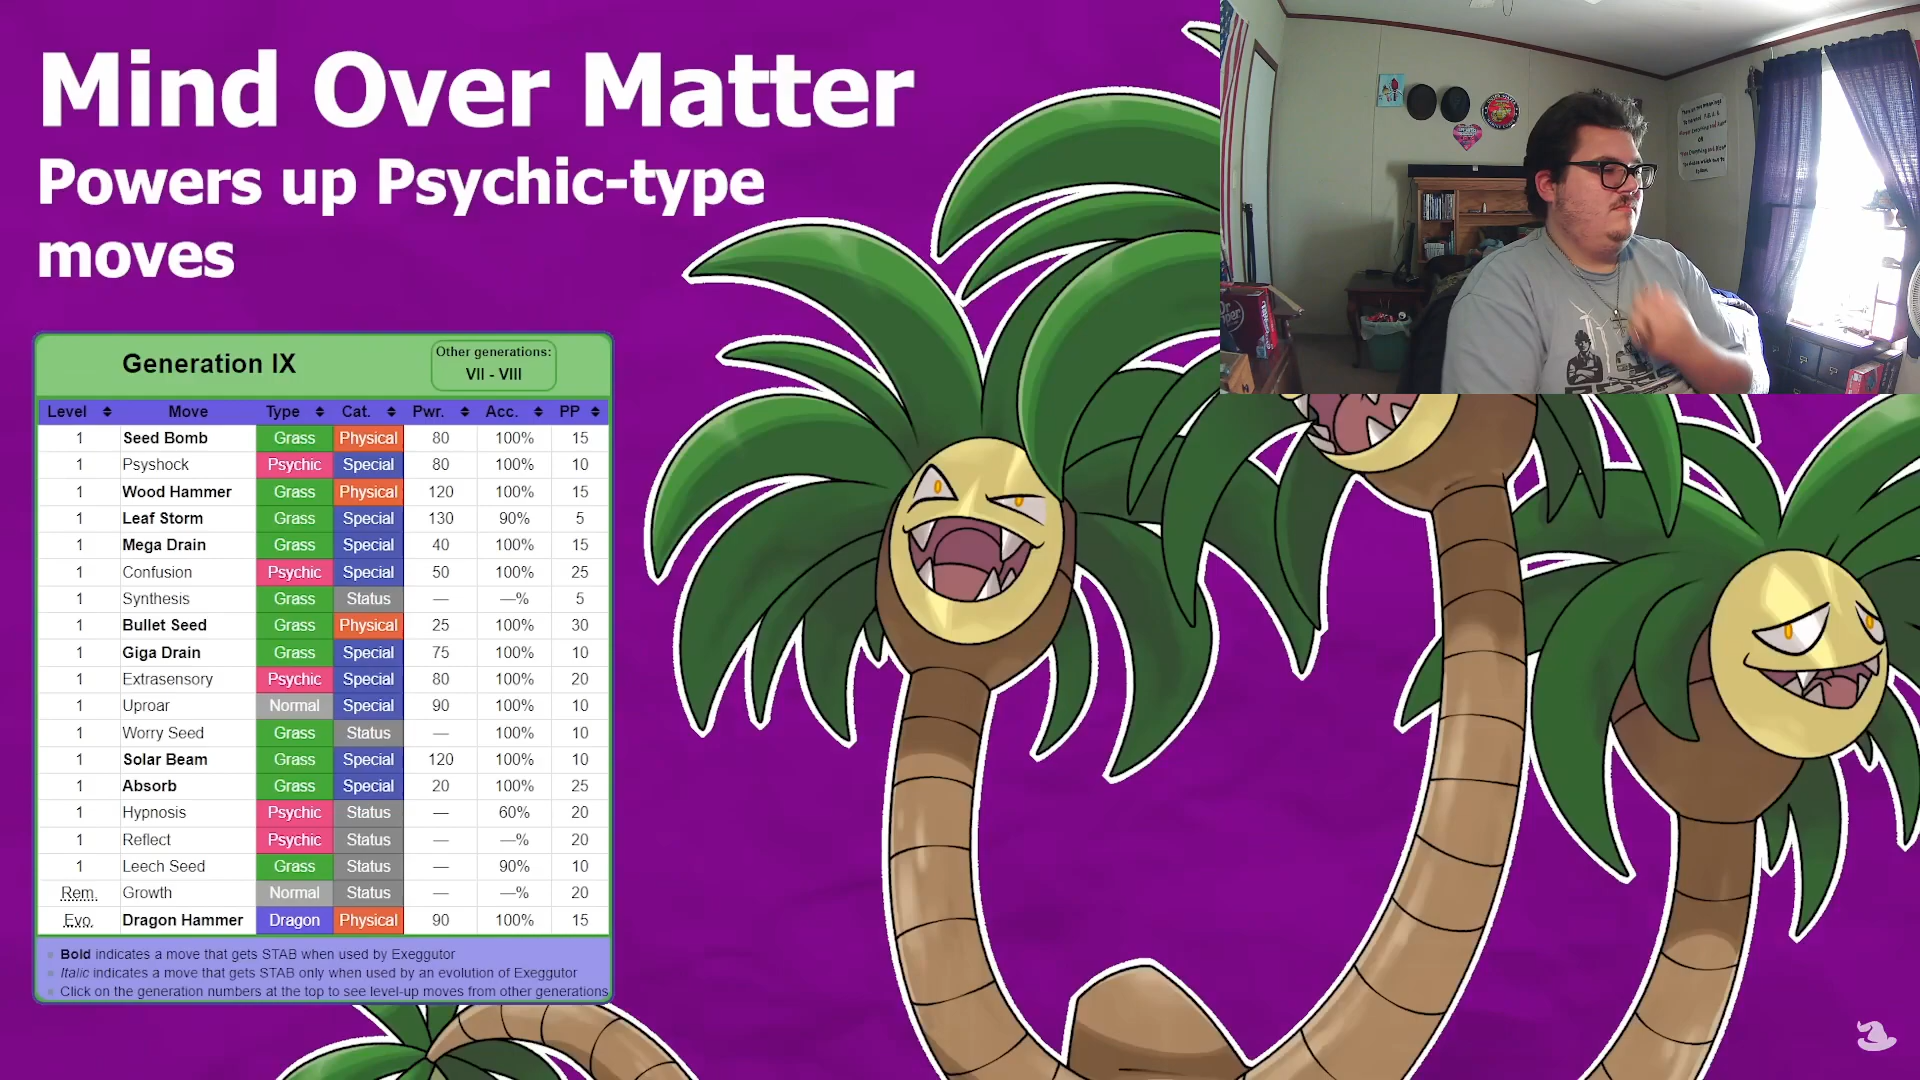 Mind Over Matter
Powers up Psychic-type
moves
Generation IX
Other generations:
VII - VIII
Level Move Type Cat. Pwr. Acc. PP
1 Seed Bomb Grass Physical 80 100% 15
1 Psyshock Psychic Special 80 100% 10
1 Wood Hammer Grass Physical 120 100% 15
1 Leaf Storm Grass Special 130 90% 5
1 Mega Drain Grass Special 40 100% 15
1 Confusion Psychic Special 50 100% 25
1 Synthesis Grass Status — —% 5
1 Bullet Seed Grass Physical 25 100% 30
1 Giga Drain Grass Special 75 100% 10
1 Extrasensory Psychic Special 80 100% 20
1 Uproar Normal Special 90 100% 10
1 Worry Seed Grass Status — 100% 10
1 Solar Beam Grass Special 120 100% 10
1 Absorb Grass Special 20 100% 25
1 Hypnosis Psychic Status — 60% 20
1 Reflect Psychic Status — —% 20
1 Leech Seed Grass Status — 90% 10
Rem. Growth Normal Status — —% 20
Evo. Dragon Hammer Dragon Physical 90 100% 15
Bold indicates a move that gets STAB when used by Exeggutor
Italic indicates a move that gets STAB only when used by an evolution of Exeggutor
Click on the generation numbers at the top to see level-up moves from other generations